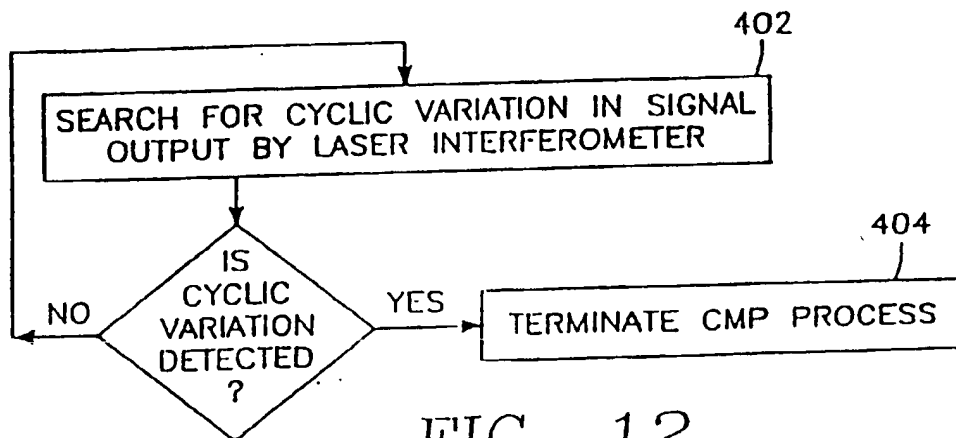 402
SEARCH FOR CYCLIC VARIATION IN SIGNAL
OUTPUT BY LASER INTERFEROMETER
IS
CYCLIC
VARIATION
DETECTED
?
NO
YES
404
TERMINATE CMP PROCESS
FIG. 12